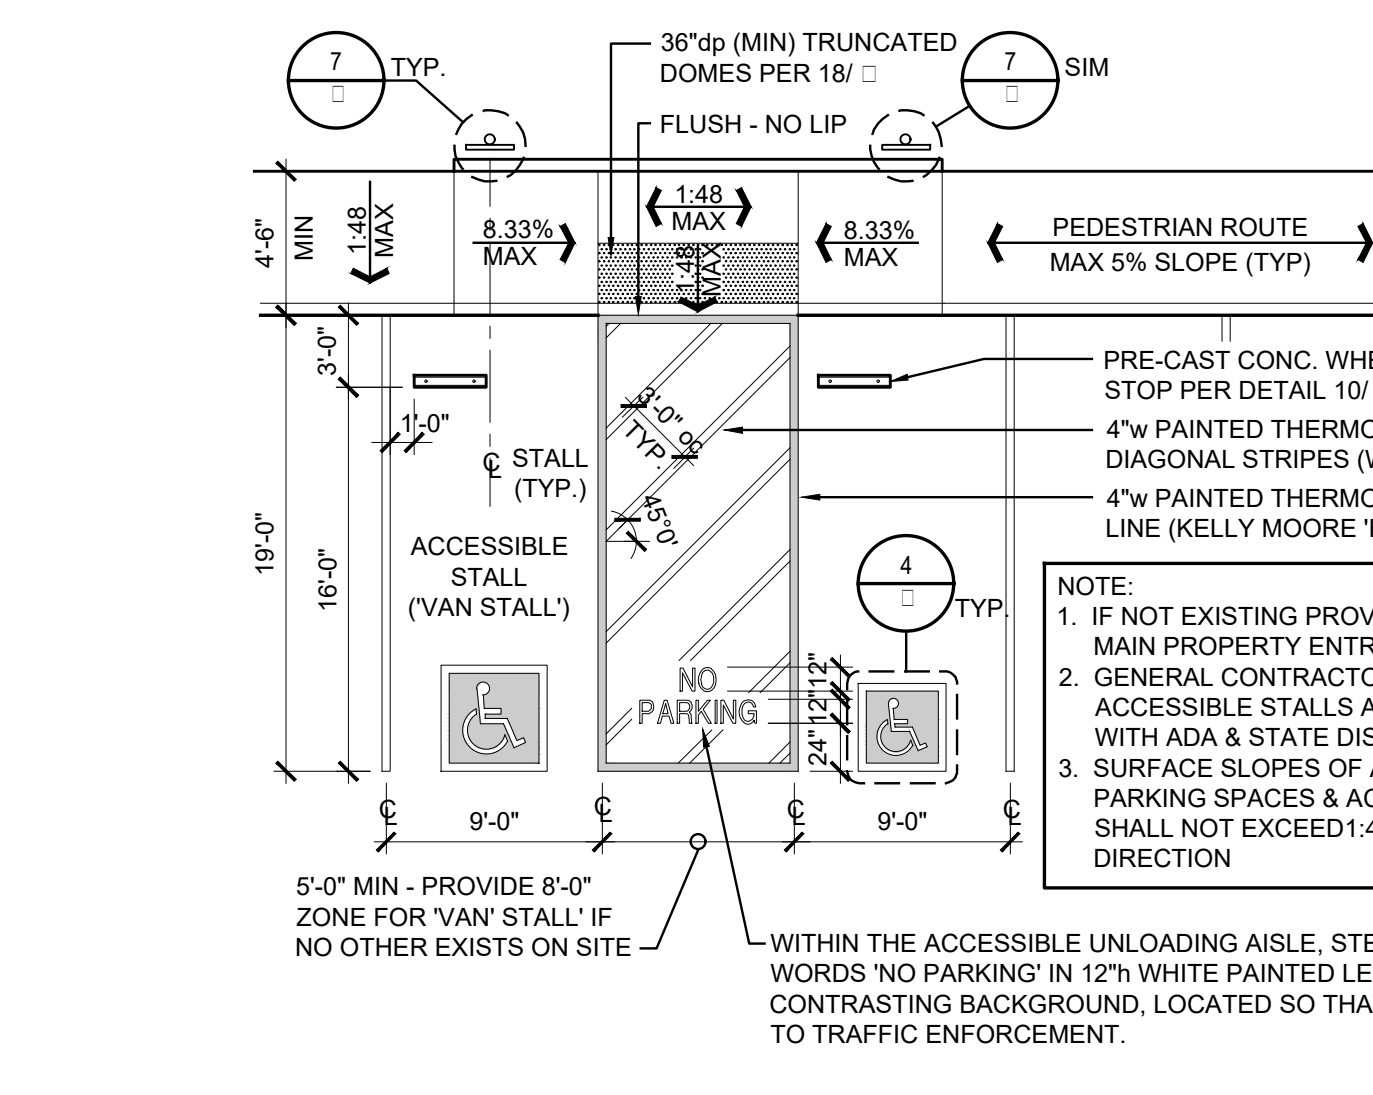 7
TYP.
36"dp (MIN) TRUNCATED
DOMES PER 18/
7
SIM
FLUSH - NO LIP
4'-6"
MIN
1:48
MAX
8.33%
MAX
1:48
MAX
1:48
MAX
8.33%
MAX
PEDESTRIAN ROUTE
MAX 5% SLOPE (TYP)
3'-0"
1'-0"
19'-0"
16'-0"
℄ STALL
(TYP.)
ACCESSIBLE
STALL
('VAN STALL')
3'-0" oc
TYP.
45°0'
PRE-CAST CONC. WHE
STOP PER DETAIL 10/
4"w PAINTED THERMO
DIAGONAL STRIPES (W
4"w PAINTED THERMO
LINE (KELLY MOORE '
4
TYP.
NO
PARKING
12"
12"
24"
NOTE:
1. IF NOT EXISTING PROV
MAIN PROPERTY ENTR
2. GENERAL CONTRACTO
ACCESSIBLE STALLS A
WITH ADA & STATE DIS
3. SURFACE SLOPES OF A
PARKING SPACES & AC
SHALL NOT EXCEED1:4
DIRECTION
℄
℄
℄
℄
9'-0"
9'-0"
5'-0" MIN - PROVIDE 8'-0"
ZONE FOR 'VAN' STALL' IF
NO OTHER EXISTS ON SITE
WITHIN THE ACCESSIBLE UNLOADING AISLE, STE
WORDS 'NO PARKING' IN 12"h WHITE PAINTED LE
CONTRASTING BACKGROUND, LOCATED SO THA
TO TRAFFIC ENFORCEMENT.